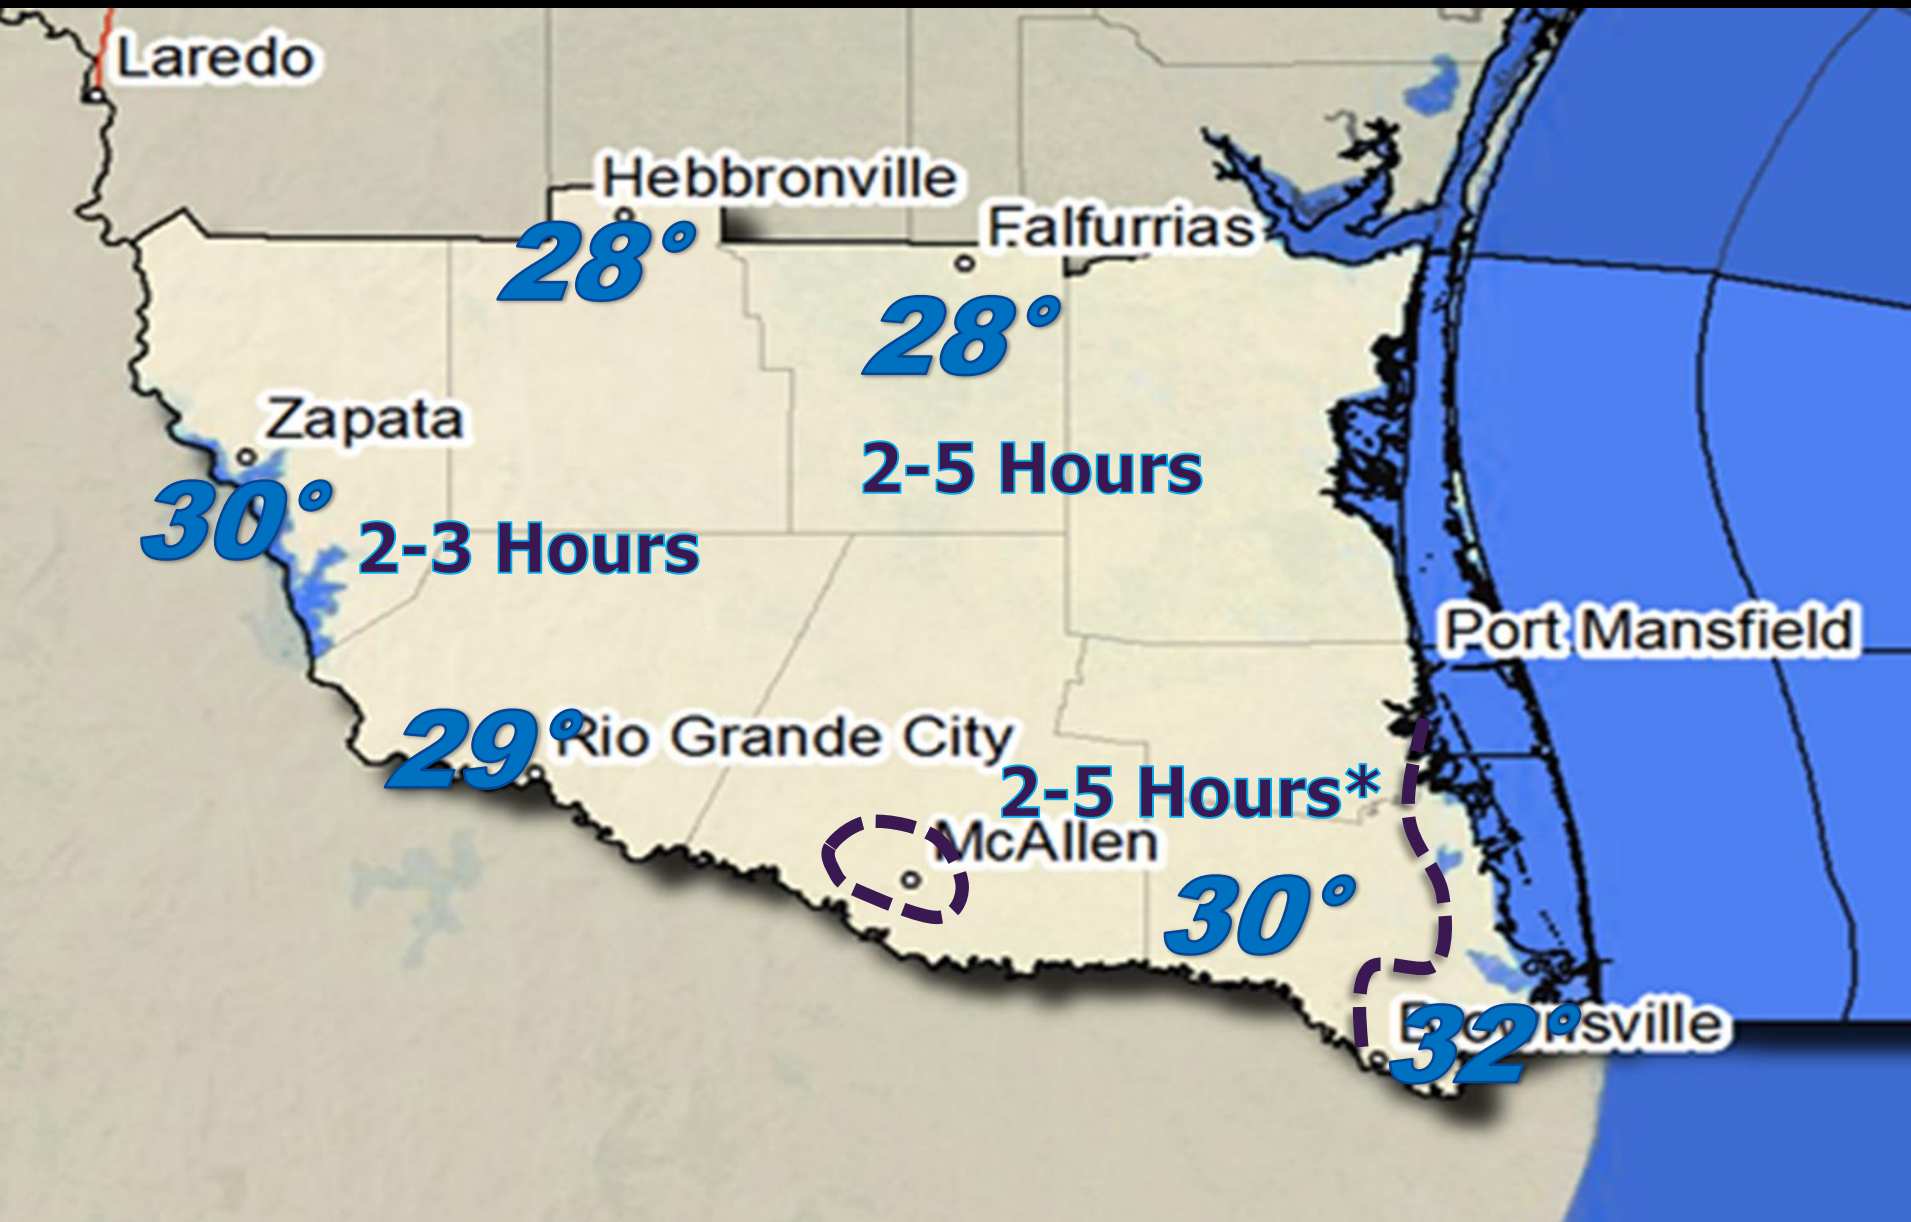 Laredo
Hebbronville
28°
Falfurrias
28°
Zapata
30°
2-5 Hours
2-3 Hours
Port Mansfield
29°
Rio Grande City
2-5 Hours*
McAllen
30°
Brownsville
32°